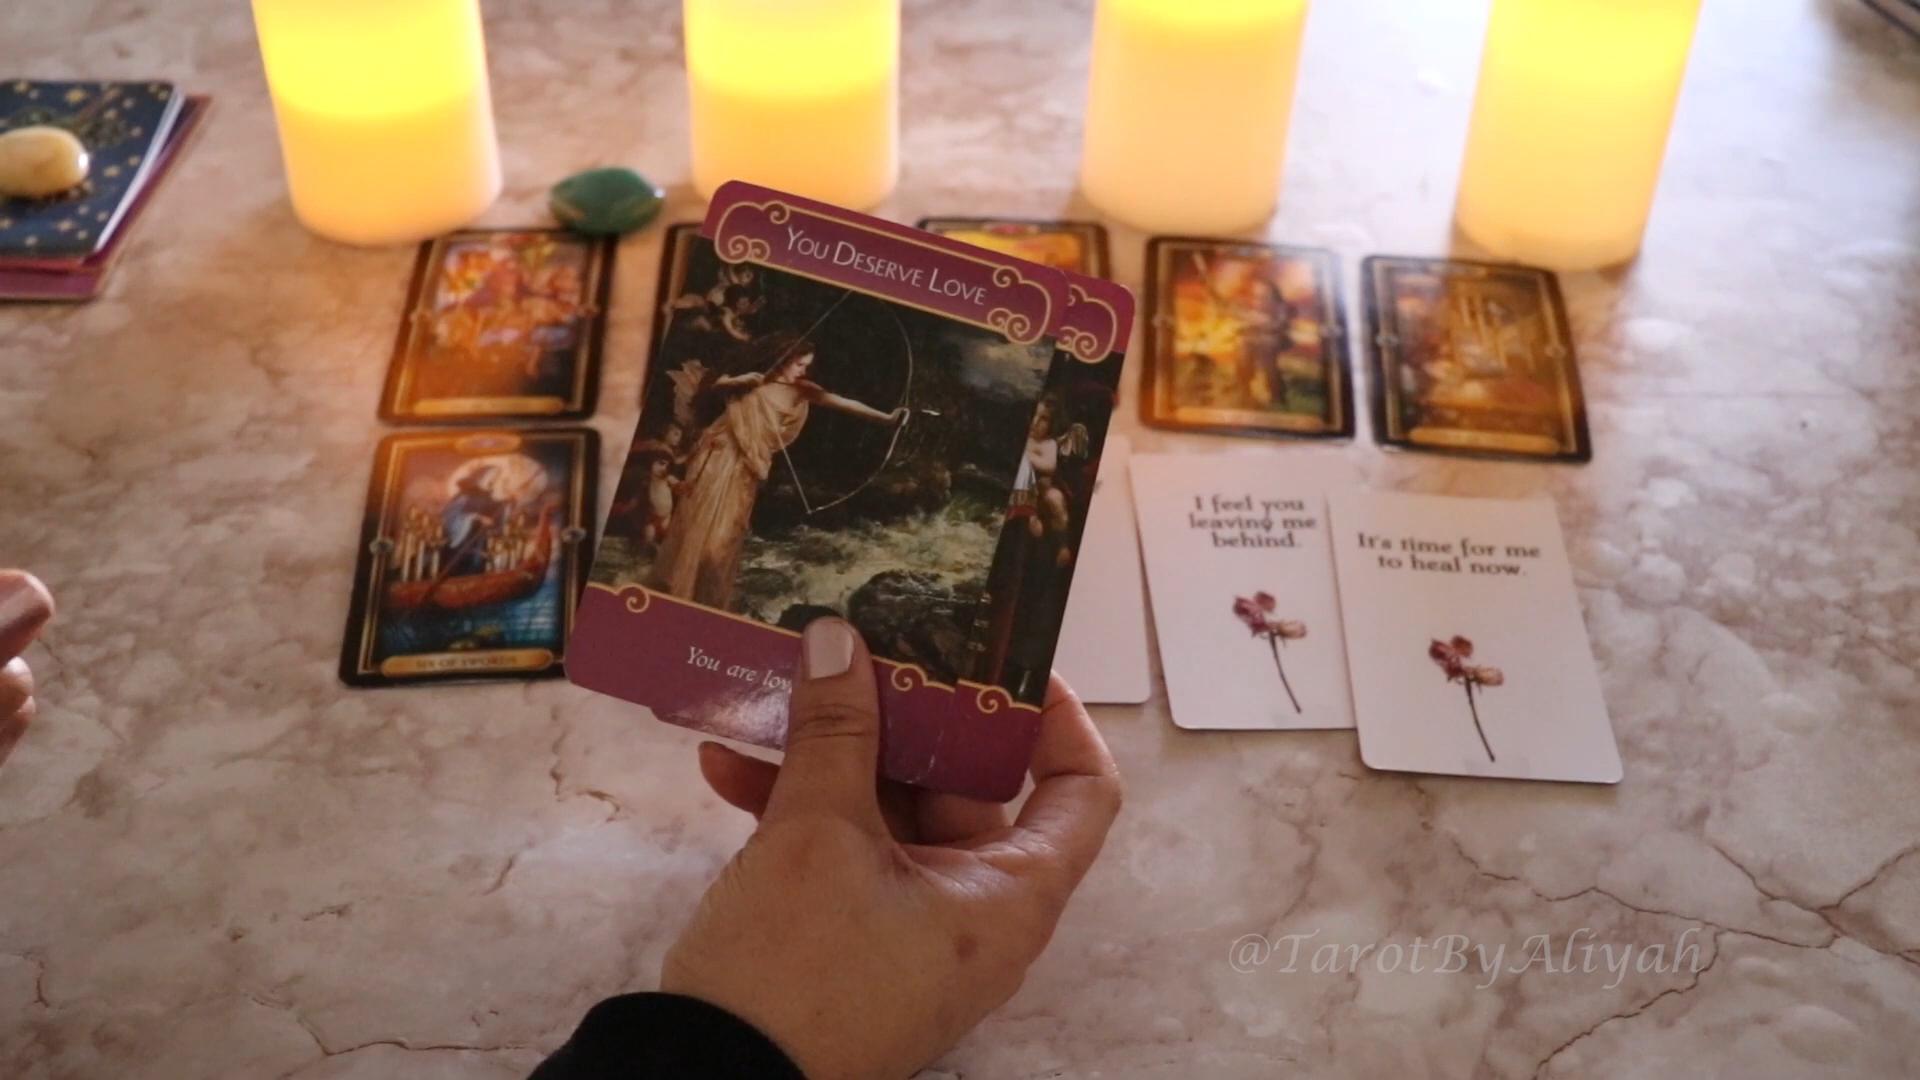 You Deserve Love
You are
I feel you
leaving me
behind.
It's time for me
to heal now.
SIX OF SWORDS
@TarotByAliyah